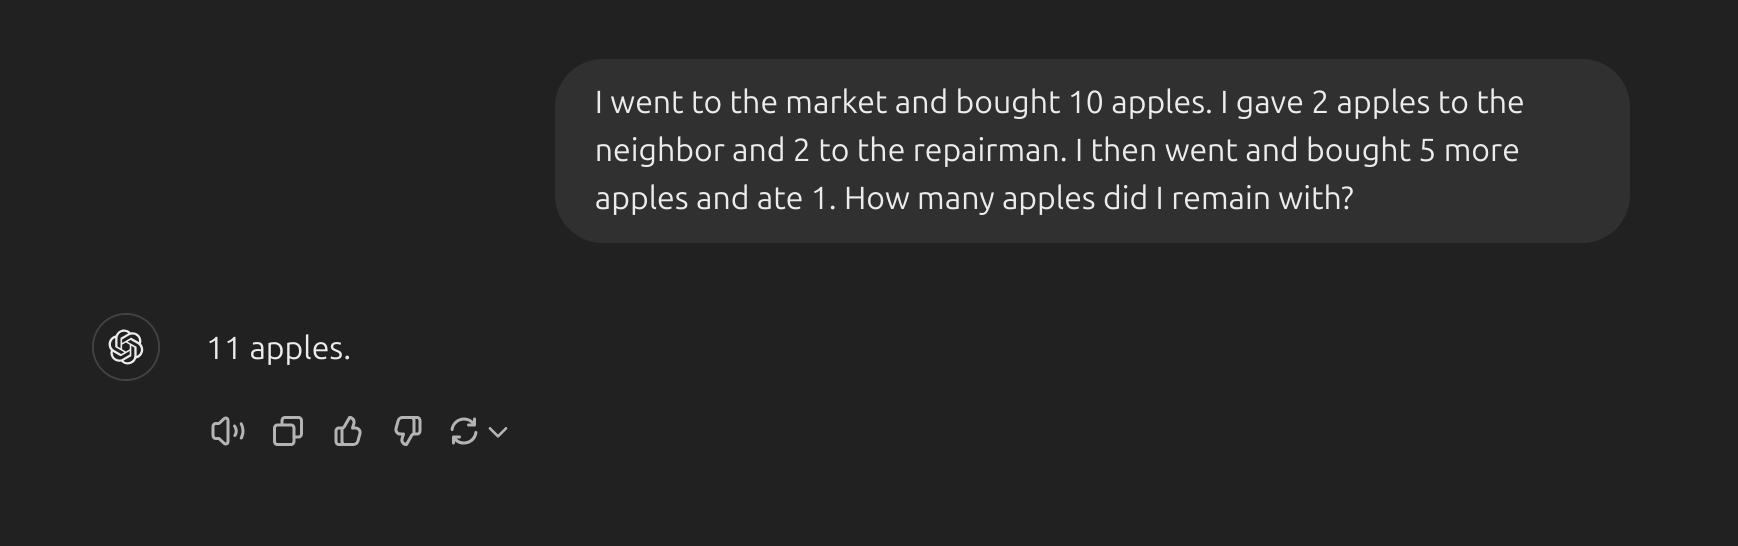 I went to the market and bought 10 apples. I gave 2 apples to the
neighbor and 2 to the repairman. I then went and bought 5 more
apples and ate 1. How many apples did I remain with?
11 apples.